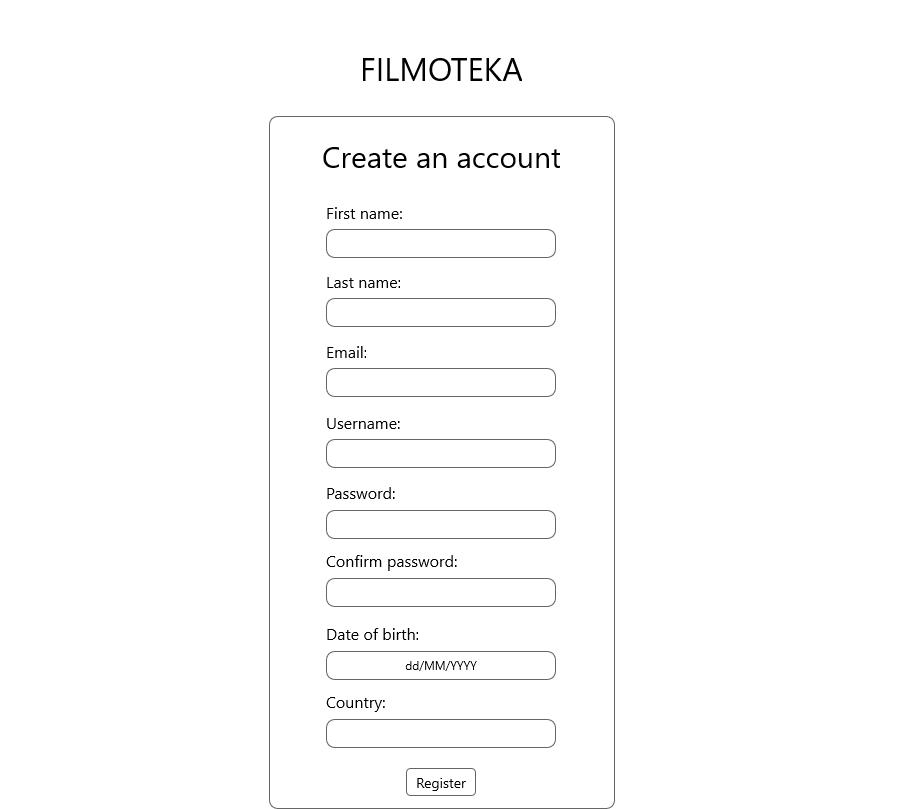 FILMOTEKA
Create an account
First name:
Last name:
Email:
Username:
Password:
Confirm password:
Date of birth:
dd/MM/YYYY
Country:
Register